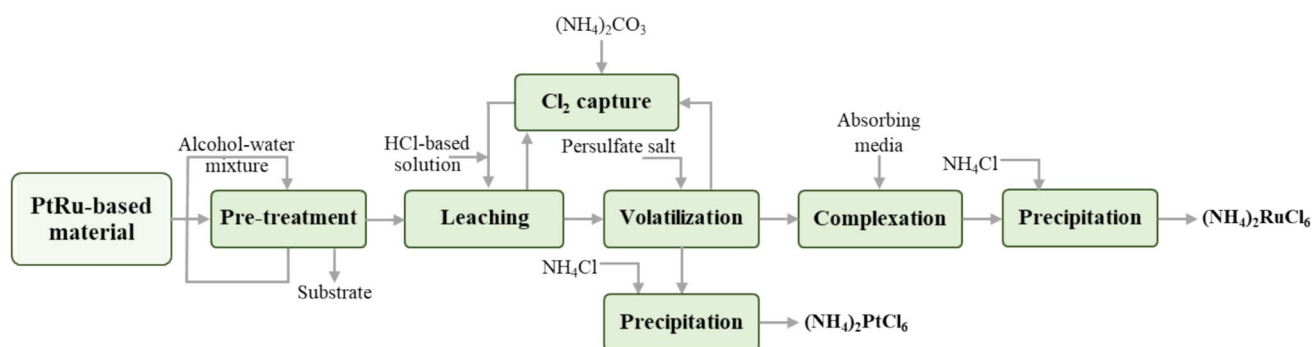 (NH₄)₂CO₃
Cl₂ capture
Alcohol-water
mixture
HCl-based
solution
Persulfate salt
Absorbing
media
NH₄Cl
PtRu-based
material
Pre-treatment
Leaching
Volatilization
Complexation
Precipitation
(NH₄)₂RuCl₆
Substrate
NH₄Cl
Precipitation
(NH₄)₂PtCl₆